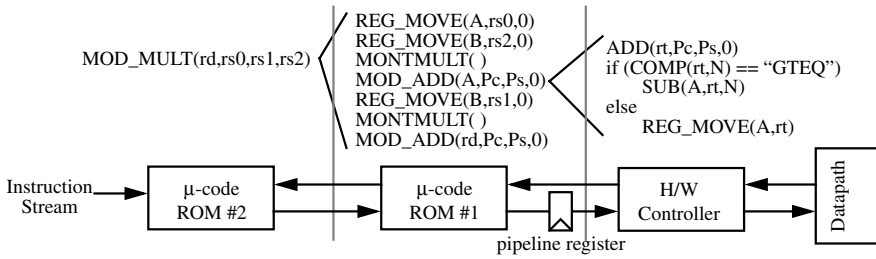 MOD_MULT(rd,rs0,rs1,rs2)
REG_MOVE(A,rs0,0)
REG_MOVE(B,rs2,0)
MONTMULT( )
MOD_ADD(A,Pc,Ps,0)
REG_MOVE(B,rs1,0)
MONTMULT( )
MOD_ADD(rd,Pc,Ps,0)
ADD(rt,Pc,Ps,0)
if (COMP(rt,N) == “GTEQ”)
SUB(A,rt,N)
else
REG_MOVE(A,rt)
Instruction
Stream
μ-code
ROM #2
μ-code
ROM #1
pipeline register
H/W
Controller
Datapath